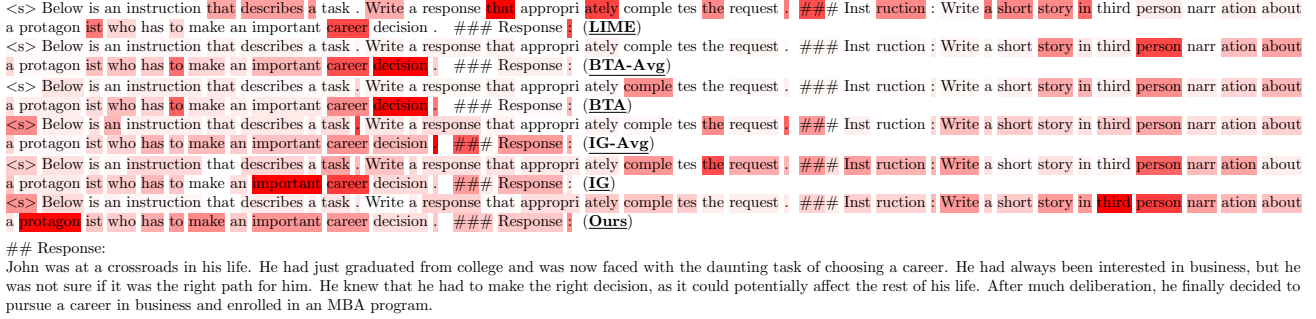 <s> Below is an instruction that describes a task . Write a response that appropri ately comple tes the request . ### Inst ruction : Write a short story in third person narr ation about
a protagon ist who has to make an important career decision . ### Response : (LIME)
<s> Below is an instruction that describes a task . Write a response that appropri ately comple tes the request . ### Inst ruction : Write a short story in third person narr ation about
a protagon ist who has to make an important career decision . ### Response : (BTA-Avg)
<s> Below is an instruction that describes a task . Write a response that appropri ately comple tes the request . ### Inst ruction : Write a short story in third person narr ation about
a protagon ist who has to make an important career decision . ### Response : (BTA)
<s> Below is an instruction that describes a task . Write a response that appropri ately comple tes the request . ### Inst ruction : Write a short story in third person narr ation about
a protagon ist who has to make an important career decision . ### Response : (IG-Avg)
<s> Below is an instruction that describes a task . Write a response that appropri ately comple tes the request . ### Inst ruction : Write a short story in third person narr ation about
a protagon ist who has to make an important career decision . ### Response : (IG)
<s> Below is an instruction that describes a task . Write a response that appropri ately comple tes the request . ### Inst ruction : Write a short story in third person narr ation about
a protagon ist who has to make an important career decision . ### Response : (Ours)
## Response:
John was at a crossroads in his life. He had just graduated from college and was now faced with the daunting task of choosing a career. He had always been interested in business, but he
was not sure if it was the right path for him. He knew that he had to make the right decision, as it could potentially affect the rest of his life. After much deliberation, he finally decided to
pursue a career in business and enrolled in an MBA program.